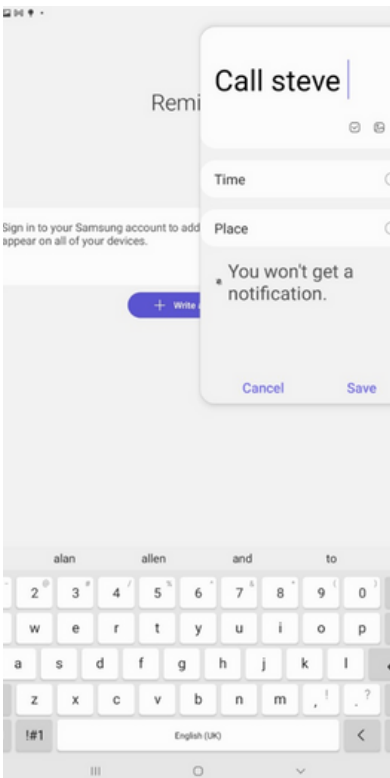 Remi
Call steve
Time
Sign in to your Samsung account to add
appear on all of your devices.
Place
You won't get a
notification.
+ Write
Cancel
Save
alan allen and to
2 @ 3 # 4 / 5 % 6 ^ 7 & 8 * 9 ( 0 )
w e r t y u i o p
a s d f g h j k l
z x c v b n m , ! . ?
!#1 English (UK) <